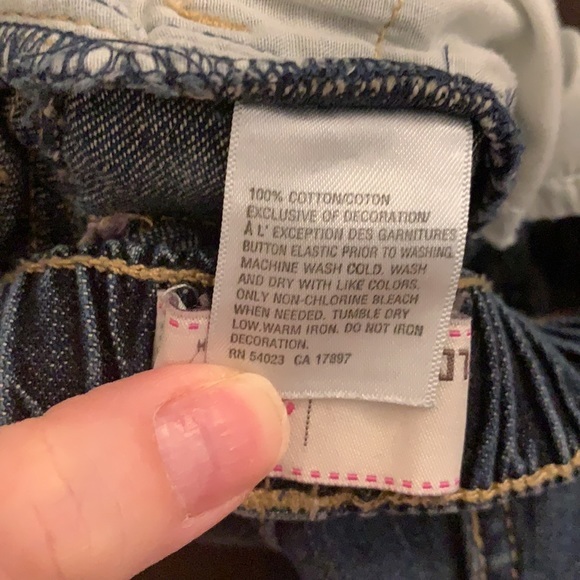 100% COTTON/COTON
EXCLUSIVE OF DECORATION/
À L' EXCEPTION DES GARNITURES
BUTTON ELASTIC PRIOR TO WASHING
MACHINE WASH COLD. WASH
AND DRY WITH LIKE COLORS.
ONLY NON-CHLORINE BLEACH
WHEN NEEDED. TUMBLE DRY
LOW.WARM IRON. DO NOT IRON
DECORATION.
RN 54023 CA 17897